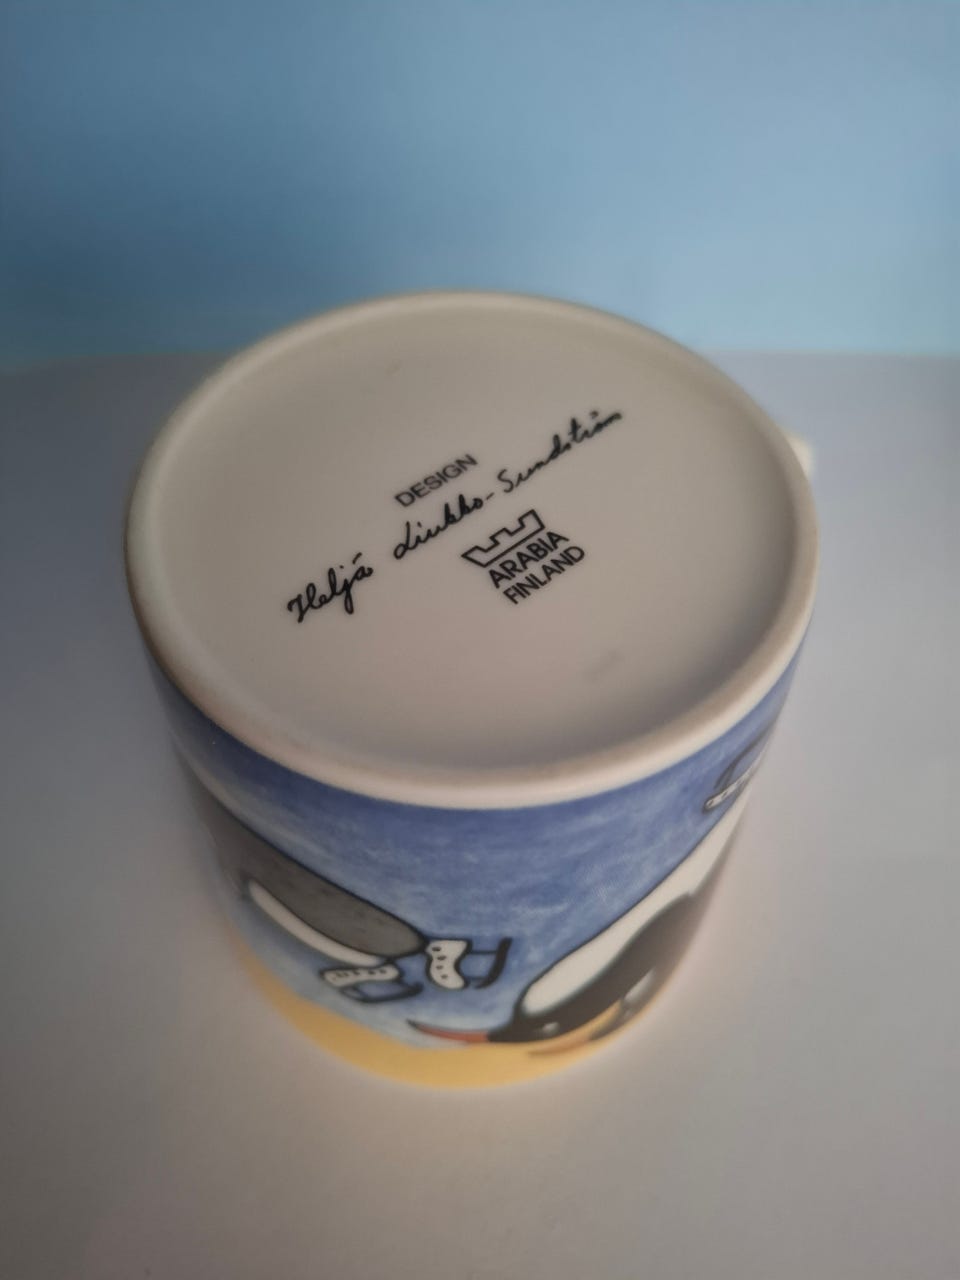 DESIGN
Heljä Liukko-Sundström
ARABIA
FINLAND